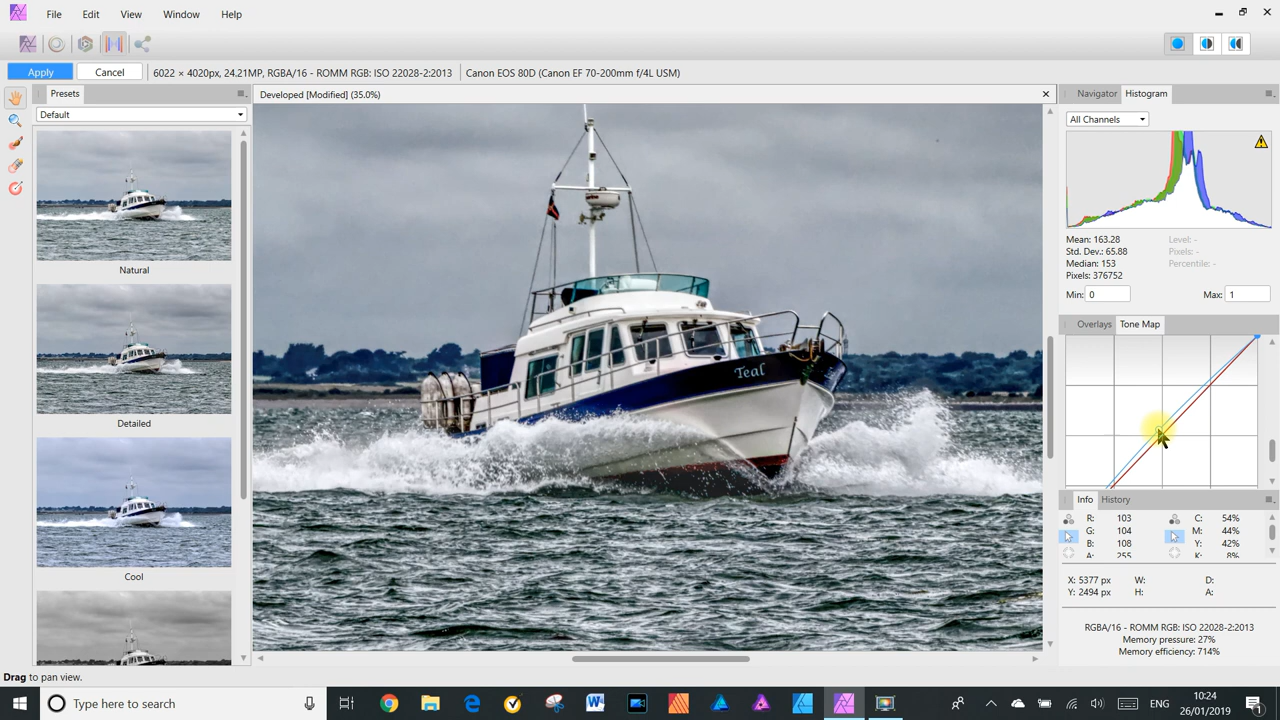 File Edit View Window Help
Apply Cancel 6022 × 4020px, 24.21MP, RGBA/16 - ROMM RGB: ISO 22028-2:2013 Canon EOS 80D (Canon EF 70-200mm f/4L USM)
Presets
Default
Natural
Detailed
Cool
Developed [Modified] (35.0%)
Teal
Navigator Histogram
All Channels
Mean: 163.28 Level: -
Std. Dev.: 65.88 Pixels: -
Median: 153 Percentile: -
Pixels: 376752
Min: 0 Max: 1
Overlays Tone Map
Info History
R: 103 C: 54%
G: 104 M: 44%
B: 108 Y: 42%
A: 255 K: 8%
X: 5377 px W: D:
Y: 2494 px H: A:
RGBA/16 - ROMM RGB: ISO 22028-2:2013
Memory pressure: 27%
Memory efficiency: 714%
Drag to pan view.
Type here to search
ENG
10:24
26/01/2019
1